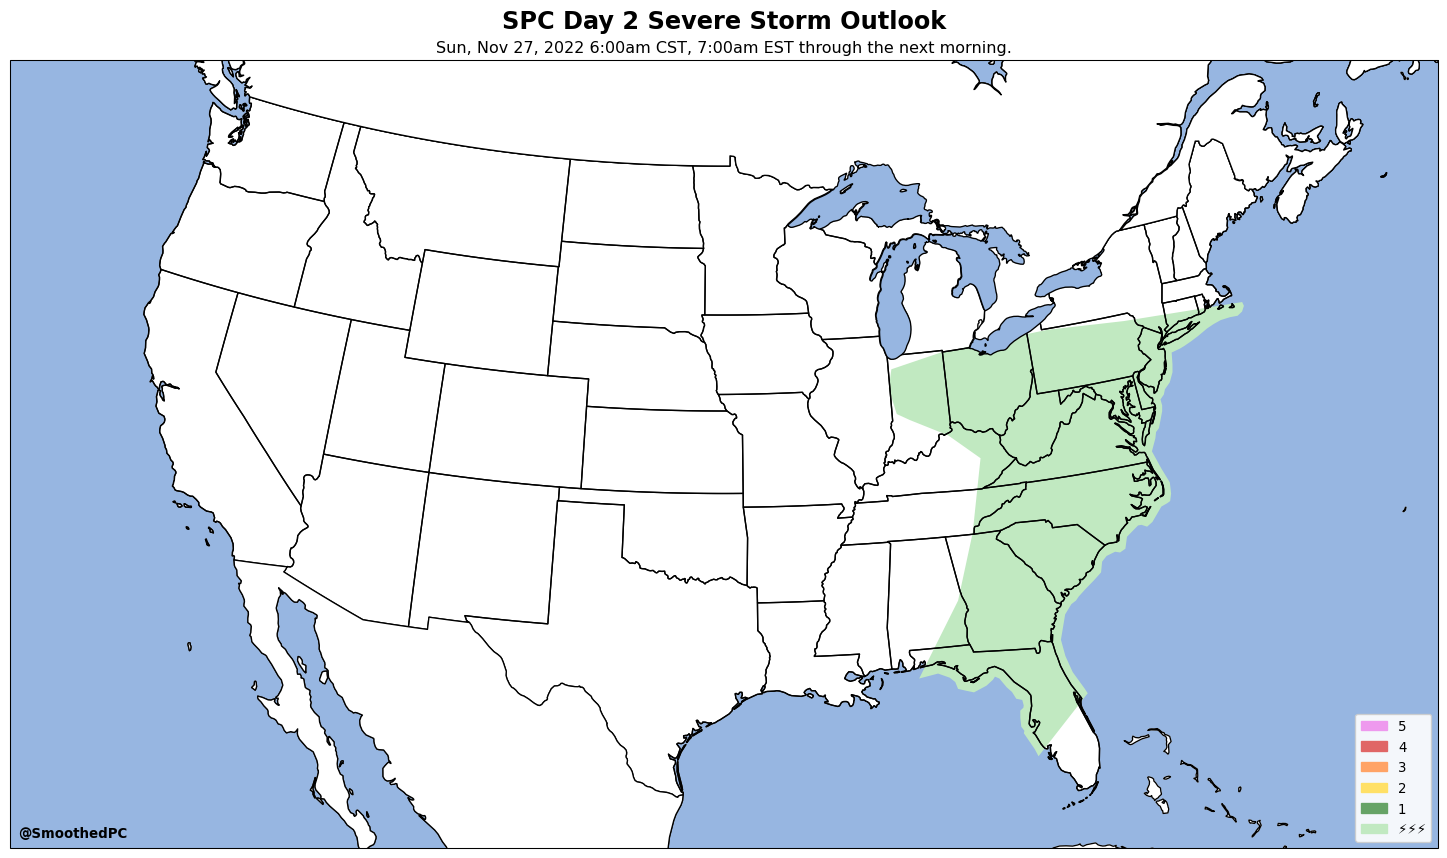 SPC Day 2 Severe Storm Outlook
Sun, Nov 27, 2022 6:00am CST, 7:00am EST through the next morning.
5
4
3
2
1
⚡⚡⚡
@SmoothedPC